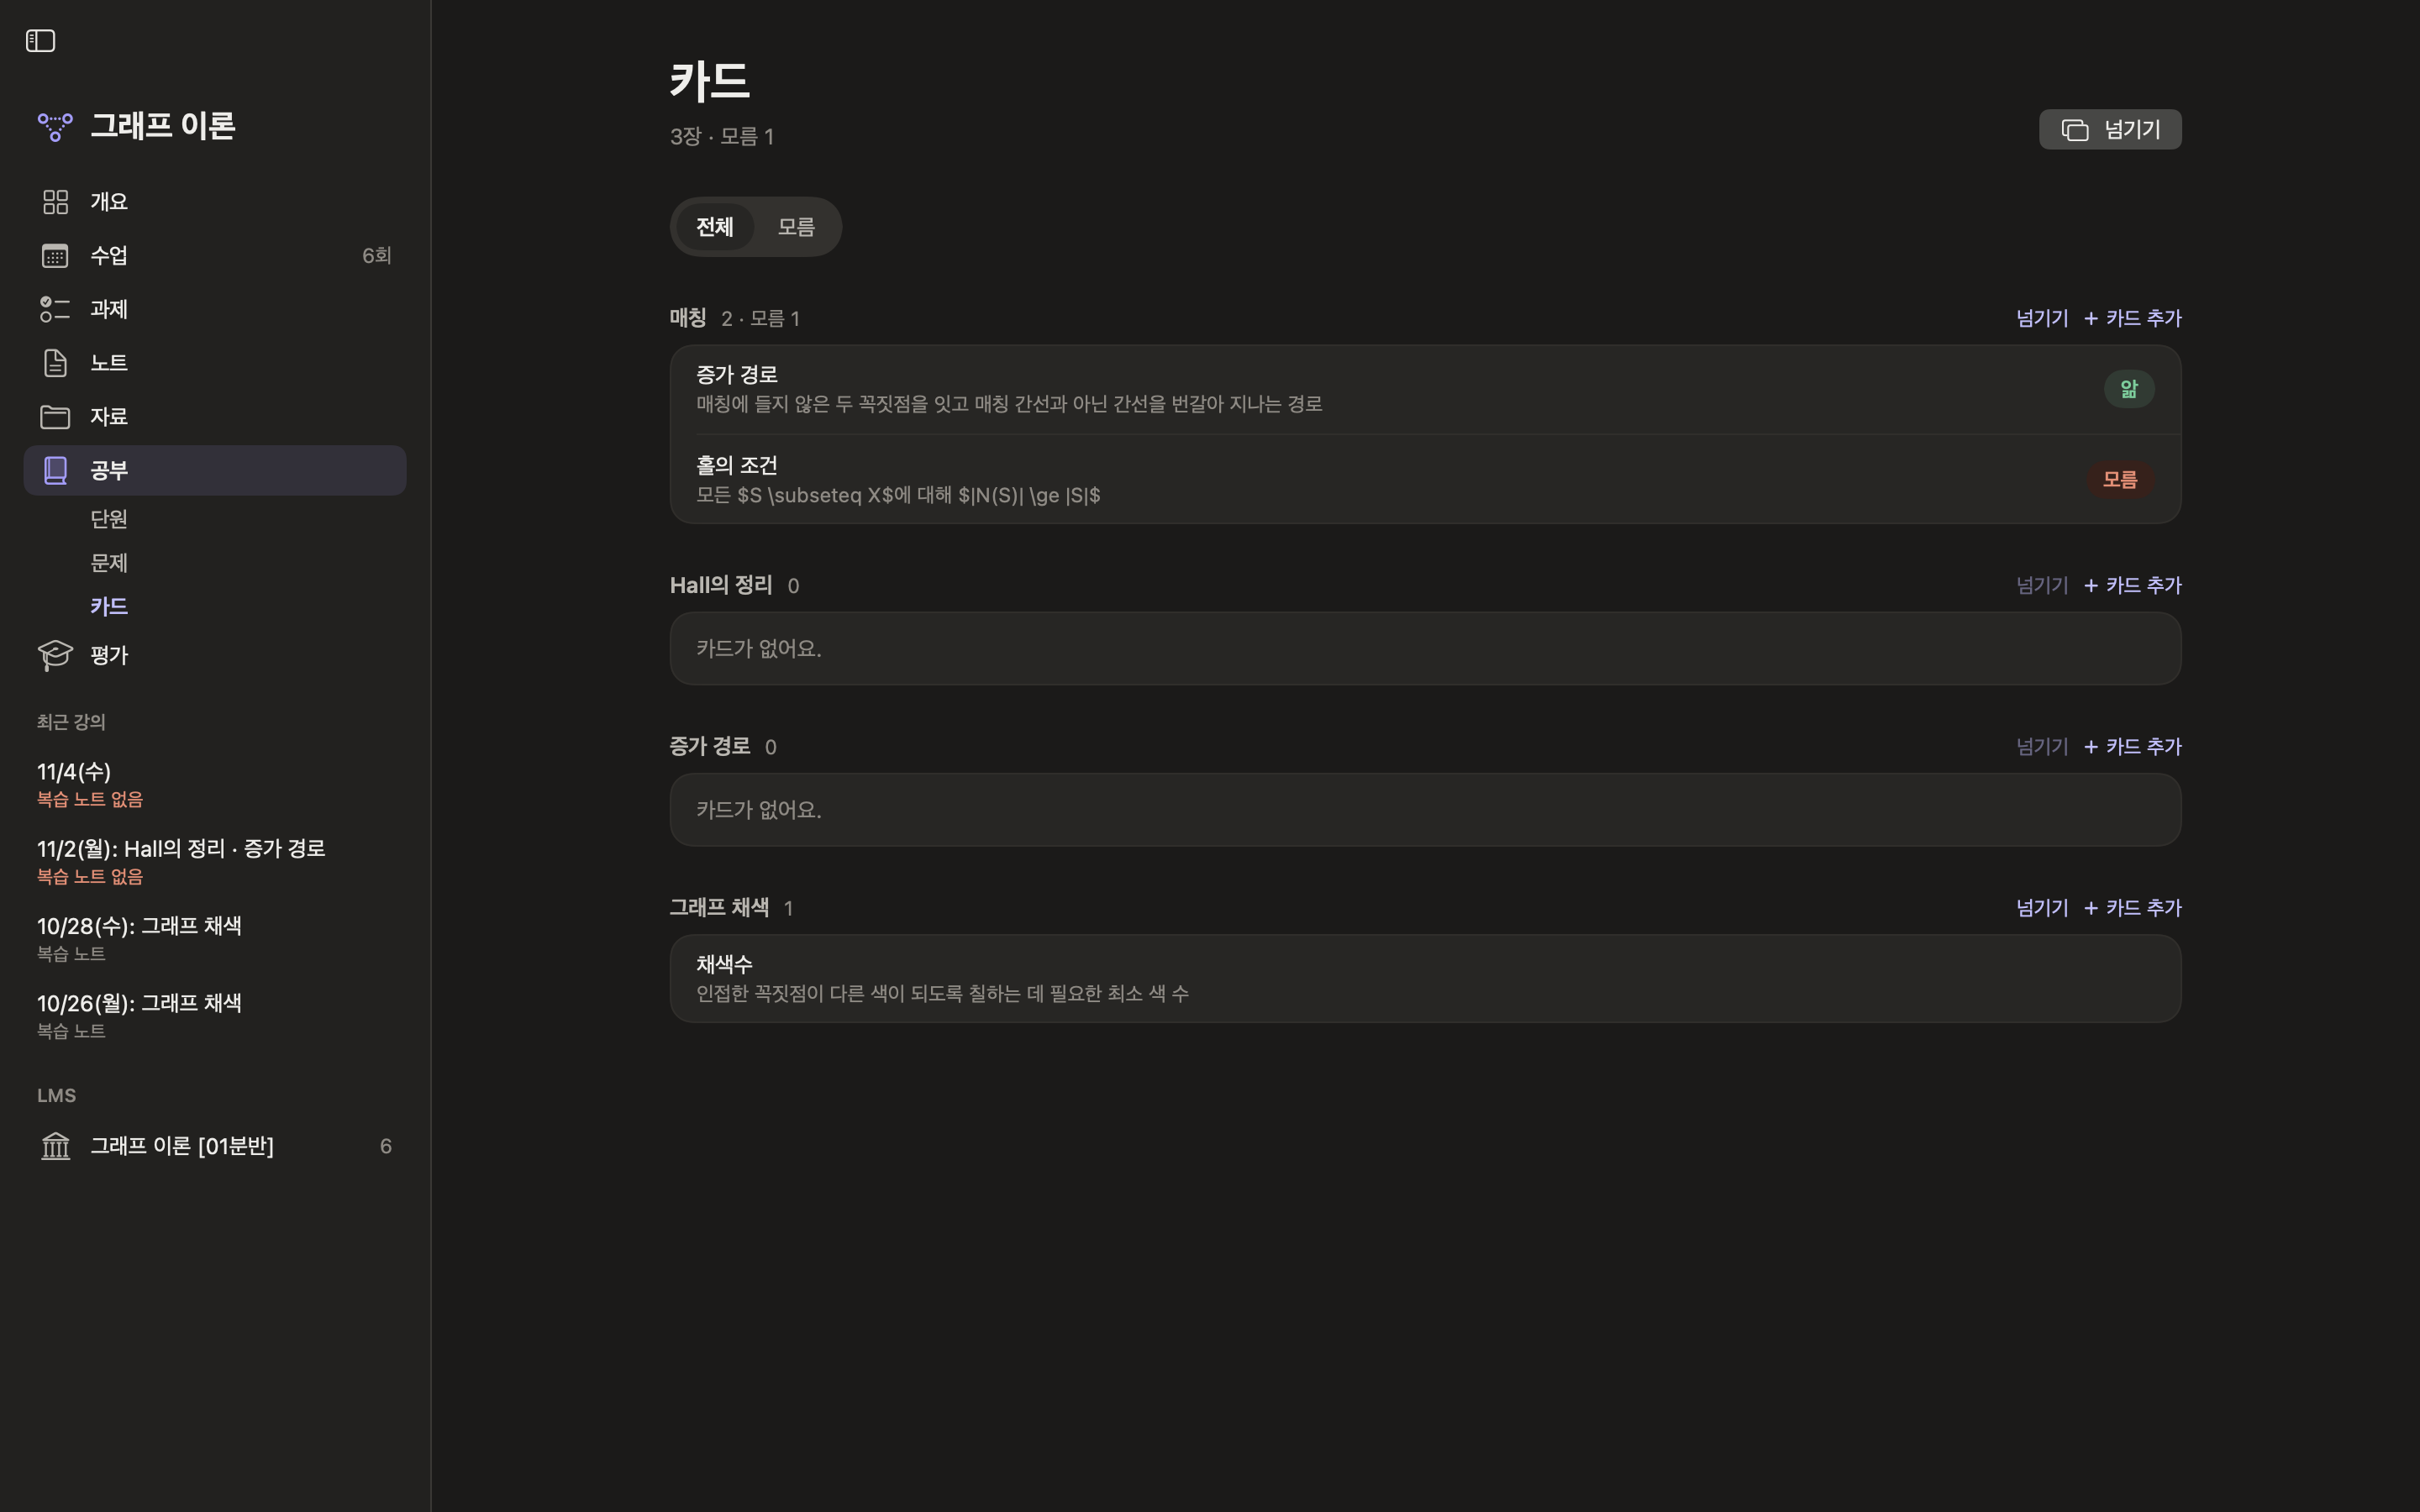 그래프 이론
개요
수업 6회
과제
노트
자료
공부
단원
문제
카드
평가
최근 강의
11/4(수)
복습 노트 없음
11/2(월): Hall의 정리 · 증가 경로
복습 노트 없음
10/28(수): 그래프 채색
복습 노트
10/26(월): 그래프 채색
복습 노트
LMS
그래프 이론 [01분반] 6
카드
3장 · 모름 1
넘기기
전체 모름
매칭 2 · 모름 1 넘기기 + 카드 추가
증가 경로
매칭에 들지 않은 두 꼭짓점을 잇고 매칭 간선과 아닌 간선을 번갈아 지나는 경로
앎
홀의 조건
모든 $S \subseteq X$에 대해 $|N(S)| \ge |S|$
모름
Hall의 정리 0 넘기기 + 카드 추가
카드가 없어요.
증가 경로 0 넘기기 + 카드 추가
카드가 없어요.
그래프 채색 1 넘기기 + 카드 추가
채색수
인접한 꼭짓점이 다른 색이 되도록 칠하는 데 필요한 최소 색 수